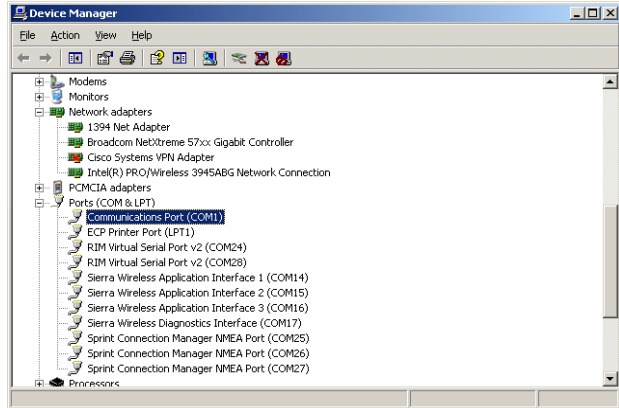 Device Manager
File Action View Help
Modems
Monitors
Network adapters
1394 Net Adapter
Broadcom NetXtreme 57xx Gigabit Controller
Cisco Systems VPN Adapter
Intel(R) PRO/Wireless 3945ABG Network Connection
PCMCIA adapters
Ports (COM & LPT)
Communications Port (COM1)
ECP Printer Port (LPT1)
RIM Virtual Serial Port v2 (COM24)
RIM Virtual Serial Port v2 (COM28)
Sierra Wireless Application Interface 1 (COM14)
Sierra Wireless Application Interface 2 (COM15)
Sierra Wireless Application Interface 3 (COM16)
Sierra Wireless Diagnostics Interface (COM17)
Sprint Connection Manager NMEA Port (COM25)
Sprint Connection Manager NMEA Port (COM26)
Sprint Connection Manager NMEA Port (COM27)
Processors